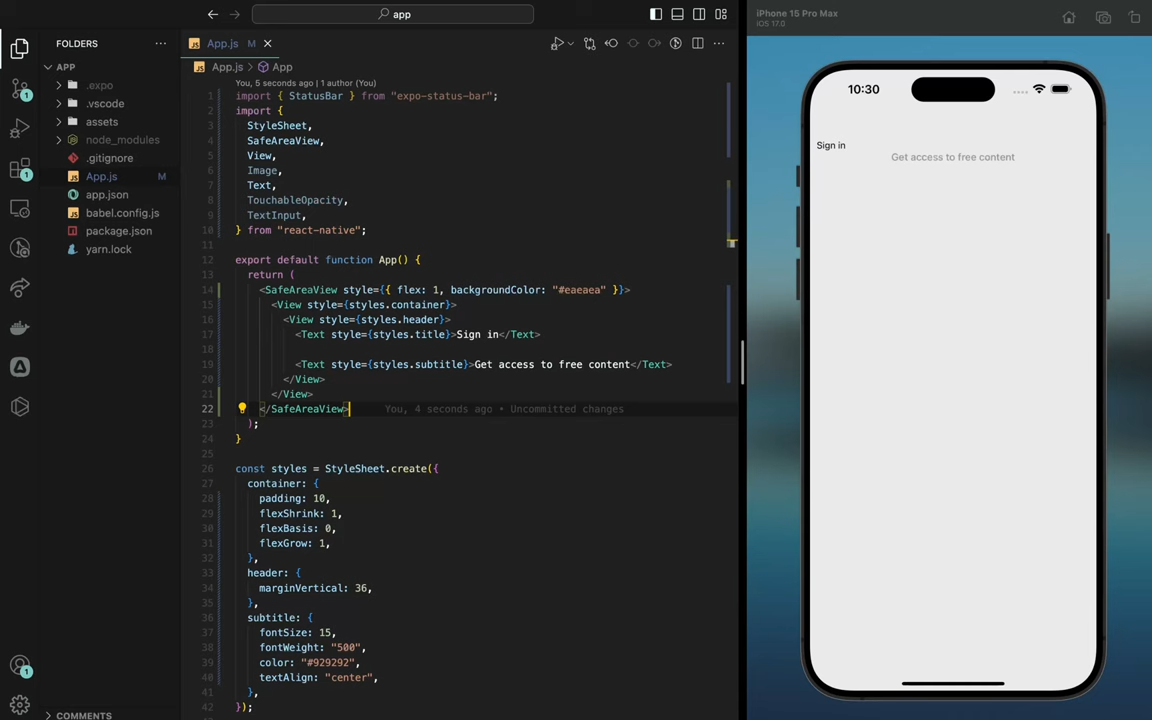 app
iPhone 15 Pro Max
iOS 17.0
FOLDERS
APP
.expo
.vscode
assets
node_modules
.gitignore
App.js M
app.json
babel.config.js
package.json
yarn.lock
COMMENTS
1
1
1
App.js M
App.js > App
You, 5 seconds ago | 1 author (You)
1 import { StatusBar } from "expo-status-bar";
2 import {
3 StyleSheet,
4 SafeAreaView,
5 View,
6 Image,
7 Text,
8 TouchableOpacity,
9 TextInput,
10 } from "react-native";
11
12 export default function App() {
13 return (
14 <SafeAreaView style={{ flex: 1, backgroundColor: "#eaeaea" }}>
15 <View style={styles.container}>
16 <View style={styles.header}>
17 <Text style={styles.title}>Sign in</Text>
18
19 <Text style={styles.subtitle}>Get access to free content</Text>
20 </View>
21 </View>
22 </SafeAreaView> You, 4 seconds ago • Uncommitted changes
23 );
24 }
25
26 const styles = StyleSheet.create({
27 container: {
28 padding: 10,
29 flexShrink: 1,
30 flexBasis: 0,
31 flexGrow: 1,
32 },
33 header: {
34 marginVertical: 36,
35 },
36 subtitle: {
37 fontSize: 15,
38 fontWeight: "500",
39 color: "#929292",
40 textAlign: "center",
41 },
42 });
10:30
Sign in
Get access to free content